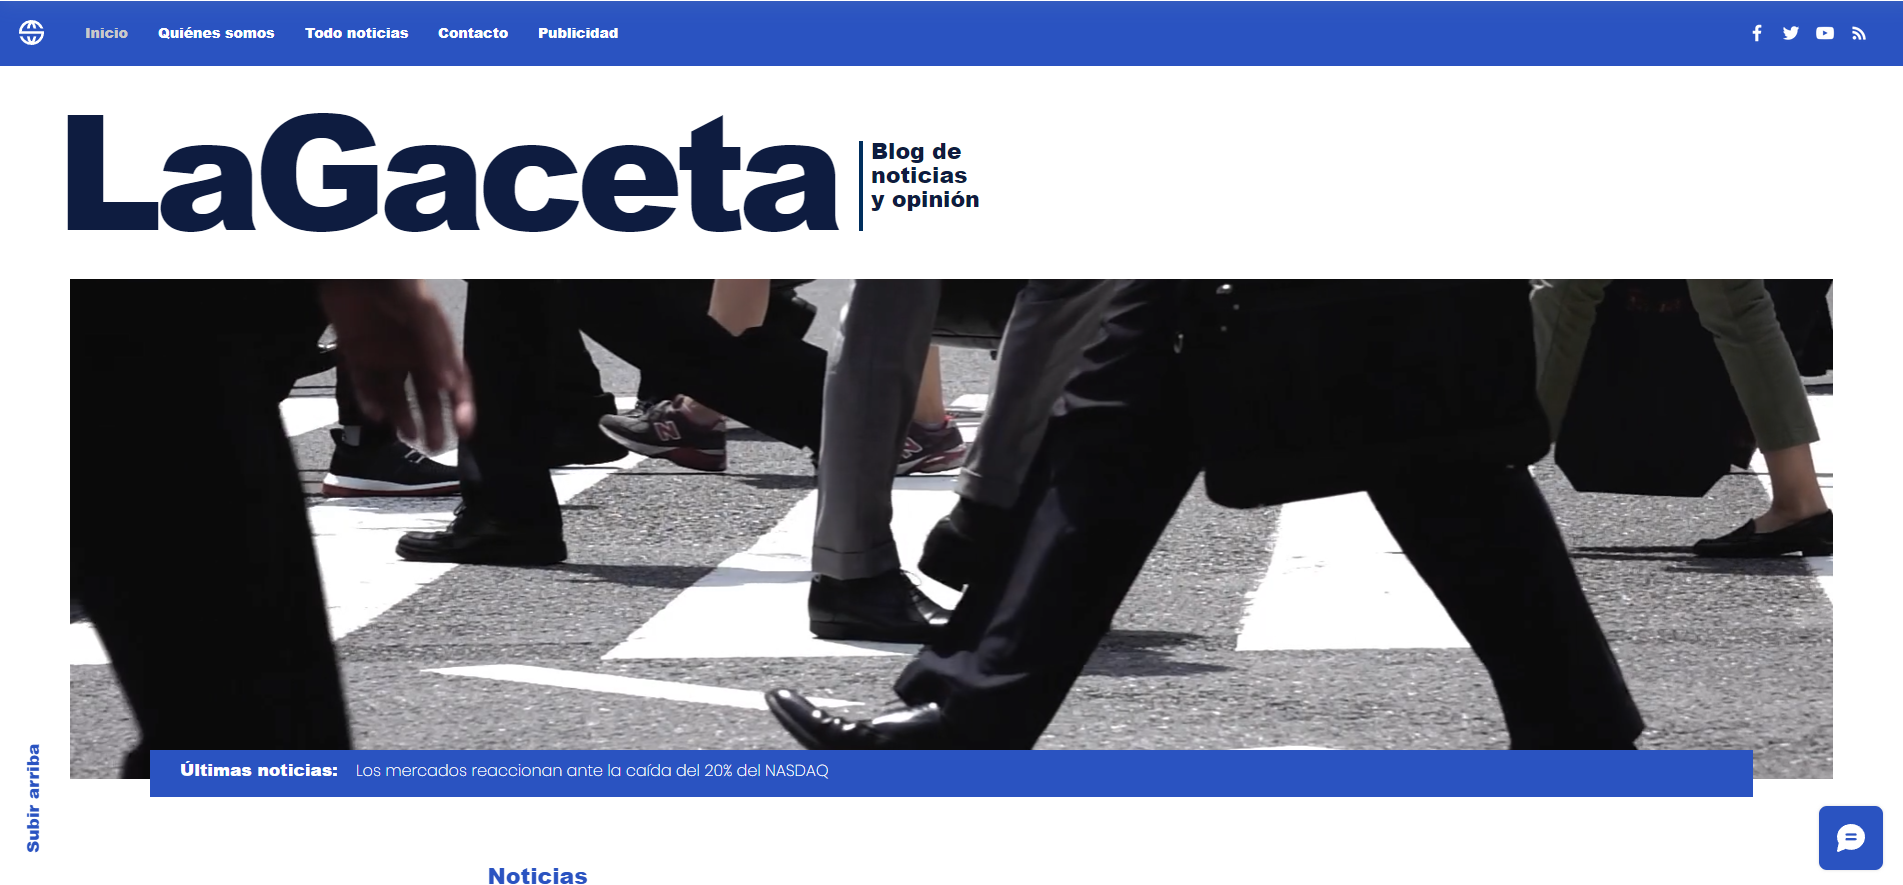 Inicio Quiénes somos Todo noticias Contacto Publicidad
LaGaceta
Blog de
noticias
y opinión
N
N
Últimas noticias: Los mercados reaccionan ante la caída del 20% del NASDAQ
Subir arriba
Noticias